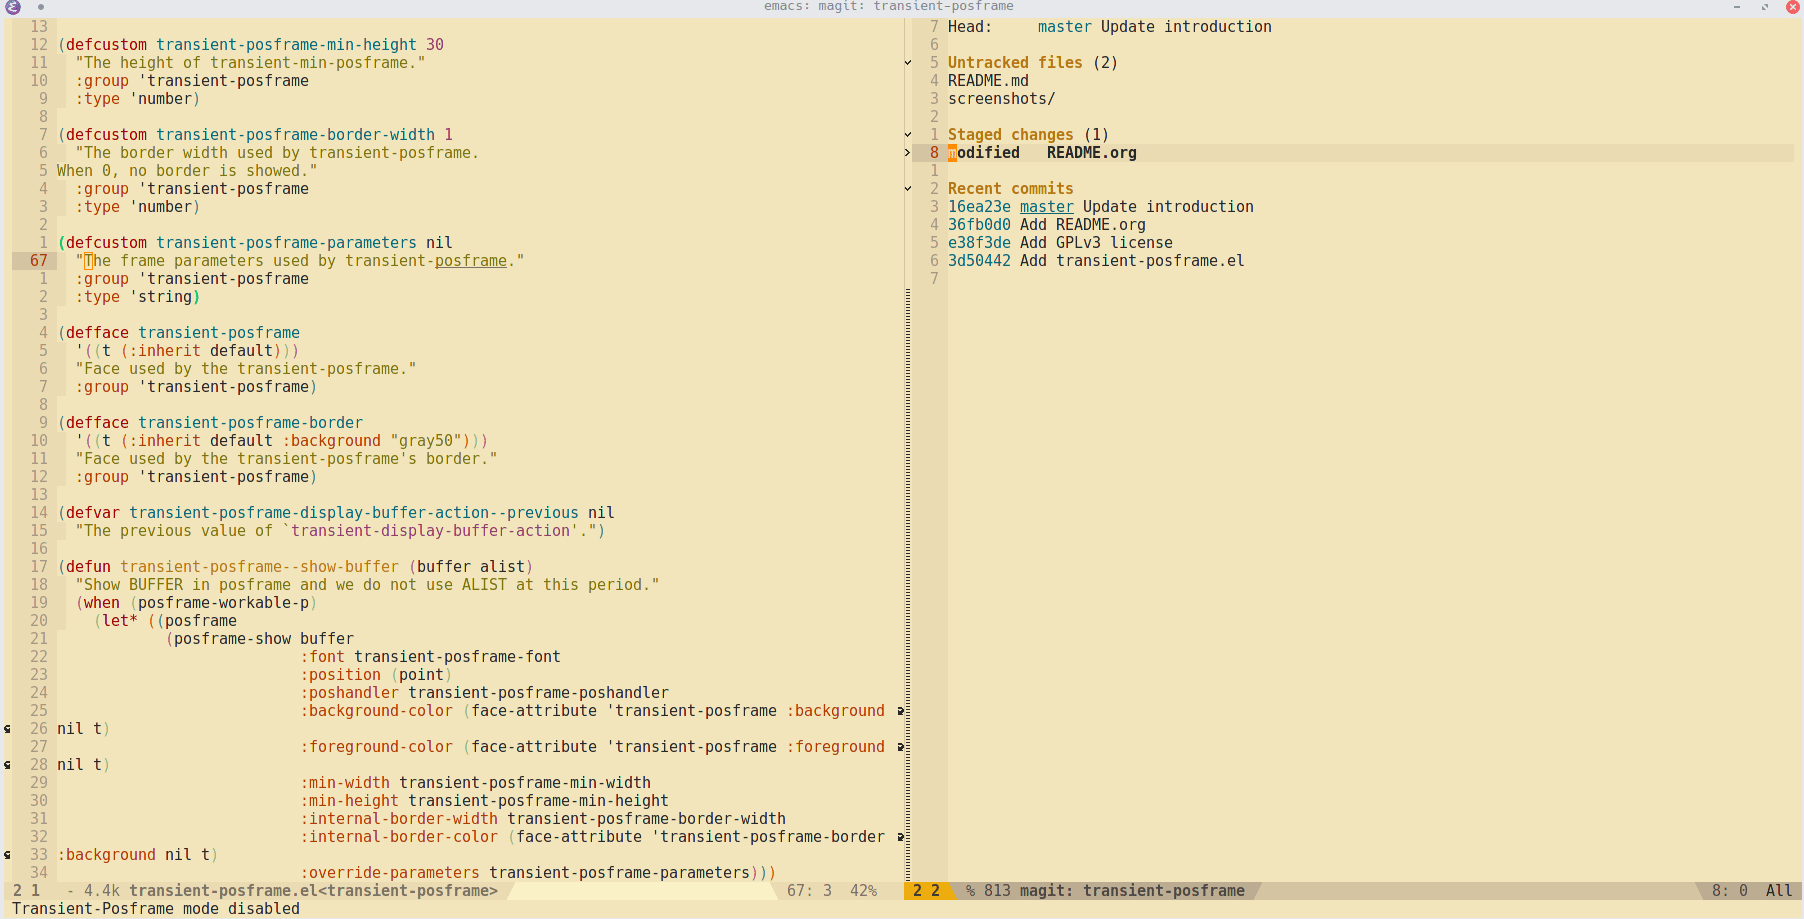 emacs: magit: transient-posframe
13
12 (defcustom transient-posframe-min-height 30
11   "The height of transient-min-posframe."
10   :group 'transient-posframe
9   :type 'number)
8
7 (defcustom transient-posframe-border-width 1
6   "The border width used by transient-posframe.
5 When 0, no border is showed."
4   :group 'transient-posframe
3   :type 'number)
2
1 (defcustom transient-posframe-parameters nil
67   "The frame parameters used by transient-posframe."
1   :group 'transient-posframe
2   :type 'string)
3
4 (defface transient-posframe
5   '((t (:inherit default)))
6   "Face used by the transient-posframe."
7   :group 'transient-posframe)
8
9 (defface transient-posframe-border
10   '((t (:inherit default :background "gray50")))
11   "Face used by the transient-posframe's border."
12   :group 'transient-posframe)
13
14 (defvar transient-posframe-display-buffer-action--previous nil
15   "The previous value of `transient-display-buffer-action'.")
16
17 (defun transient-posframe--show-buffer (buffer alist)
18   "Show BUFFER in posframe and we do not use ALIST at this period."
19   (when (posframe-workable-p)
20     (let* ((posframe
21             (posframe-show buffer
22                            :font transient-posframe-font
23                            :position (point)
24                            :poshandler transient-posframe-poshandler
25                            :background-color (face-attribute 'transient-posframe :background
26 nil t)
27                            :foreground-color (face-attribute 'transient-posframe :foreground
28 nil t)
29                            :min-width transient-posframe-min-width
30                            :min-height transient-posframe-min-height
31                            :internal-border-width transient-posframe-border-width
32                            :internal-border-color (face-attribute 'transient-posframe-border
33 :background nil t)
34                            :override-parameters transient-posframe-parameters)))
2 1   - 4.4k transient-posframe.el<transient-posframe>   67: 3  42%
7 Head:     master Update introduction
6
5 Untracked files (2)
4 README.md
3 screenshots/
2
1 Staged changes (1)
8 modified   README.org
1
2 Recent commits
3 16ea23e master Update introduction
4 36fb0d0 Add README.org
5 e38f3de Add GPLv3 license
6 3d50442 Add transient-posframe.el
7
2 2   % 813 magit: transient-posframe   8: 0  All
Transient-Posframe mode disabled